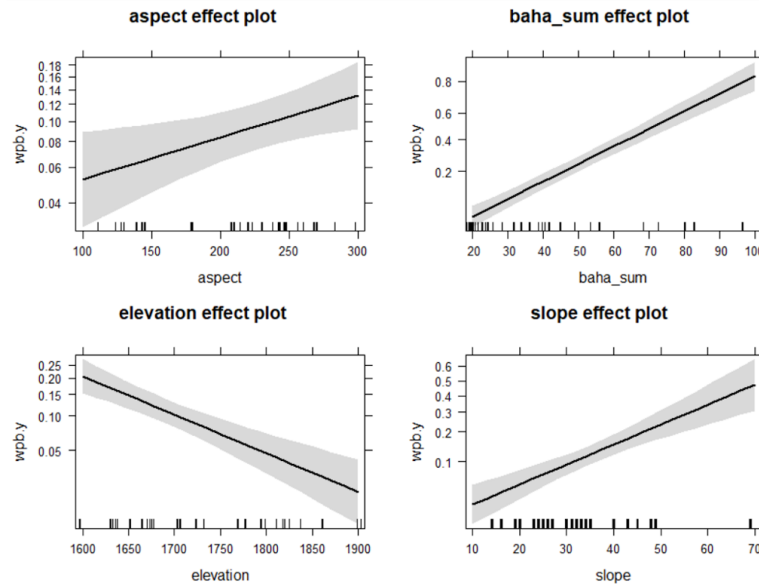 aspect effect plot
0.18
0.16
0.14
0.12
0.10
0.08
0.06
0.04
wpb.y
100 150 200 250 300
aspect
baha_sum effect plot
0.8
0.6
0.4
0.2
wpb.y
20 30 40 50 60 70 80 90 100
baha_sum
elevation effect plot
0.25
0.20
0.15
0.10
0.05
wpb.y
1600 1650 1700 1750 1800 1850 1900
elevation
slope effect plot
0.6
0.5
0.4
0.3
0.2
0.1
wpb.y
10 20 30 40 50 60 70
slope